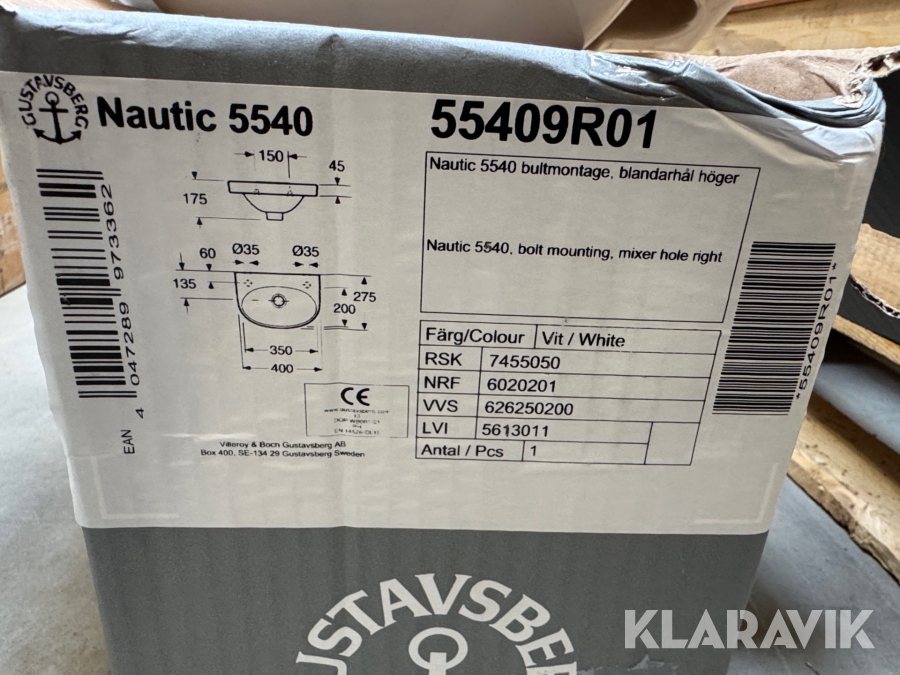 GUSTAVSBERG
Nautic 5540
55409R01
150
45
175
Nautic 5540 bultmontage, blandarhål höger
Nautic 5540, bolt mounting, mixer hole right
60
Ø35
Ø35
135
275
200
350
400
Färg/Colour Vit / White
RSK 7455050
NRF 6020201
VVS 626250200
LVI 5613011
Antal / Pcs 1
CE
Villeroy & Boch Gustavsberg AB
Box 400, SE-134 29 Gustavsberg Sweden
EAN 4 047289 973362
*55409R01*
GUSTAVSBERG
KLARAVIK